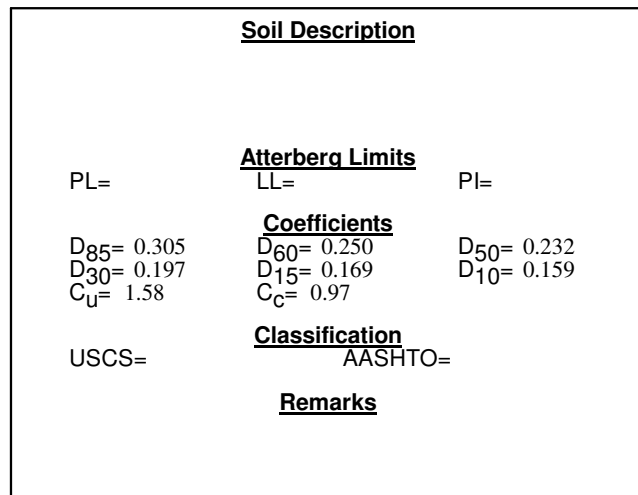 Soil Description
Atterberg Limits
PL= LL= PI=
Coefficients
D85= 0.305 D60= 0.250 D50= 0.232
D30= 0.197 D15= 0.169 D10= 0.159
Cu= 1.58 Cc= 0.97
Classification
USCS= AASHTO=
Remarks